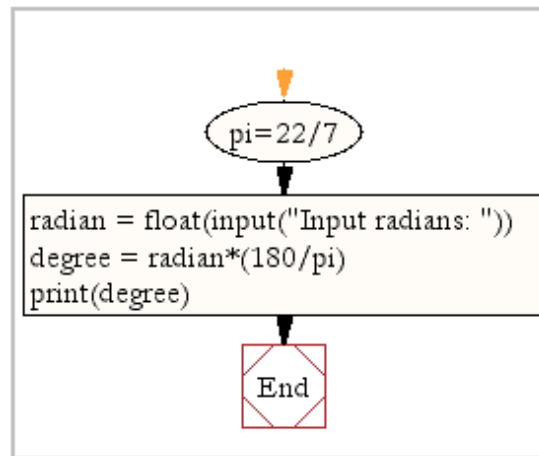 pi=22/7
radian = float(input("Input radians: "))
degree = radian*(180/pi)
print(degree)
End